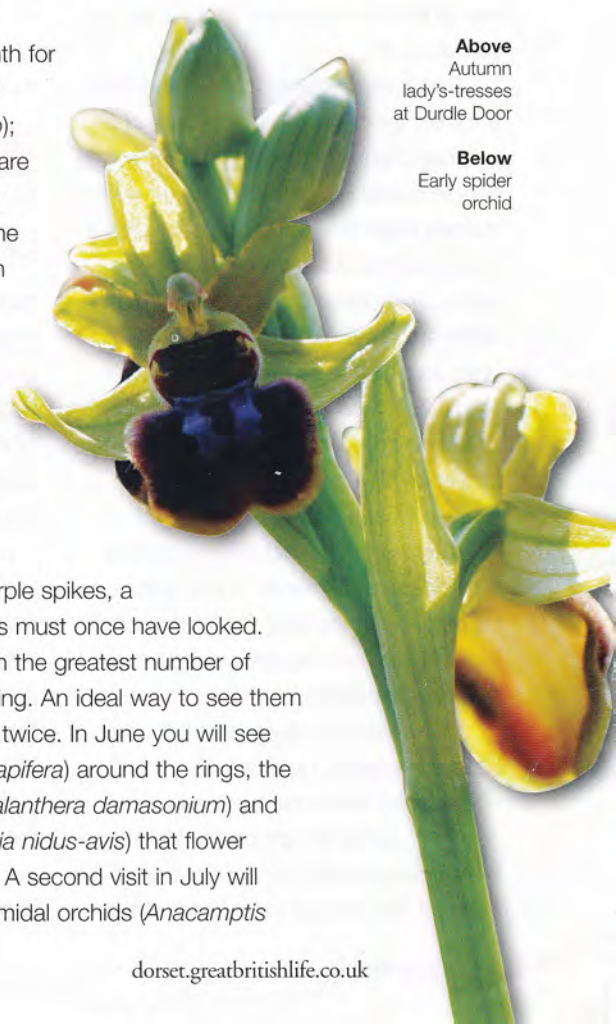 nth for
);
are
ne
Above
Autumn
lady's-tresses
at Durdle Door
Below
Early spider
orchid
rple spikes, a
s must once have looked.
n the greatest number of
ing. An ideal way to see them
twice. In June you will see
apifera) around the rings, the
alanthera damasonium) and
ia nidus-avis) that flower
A second visit in July will
midal orchids (Anacamptis
dorset.greatbritishlife.co.uk